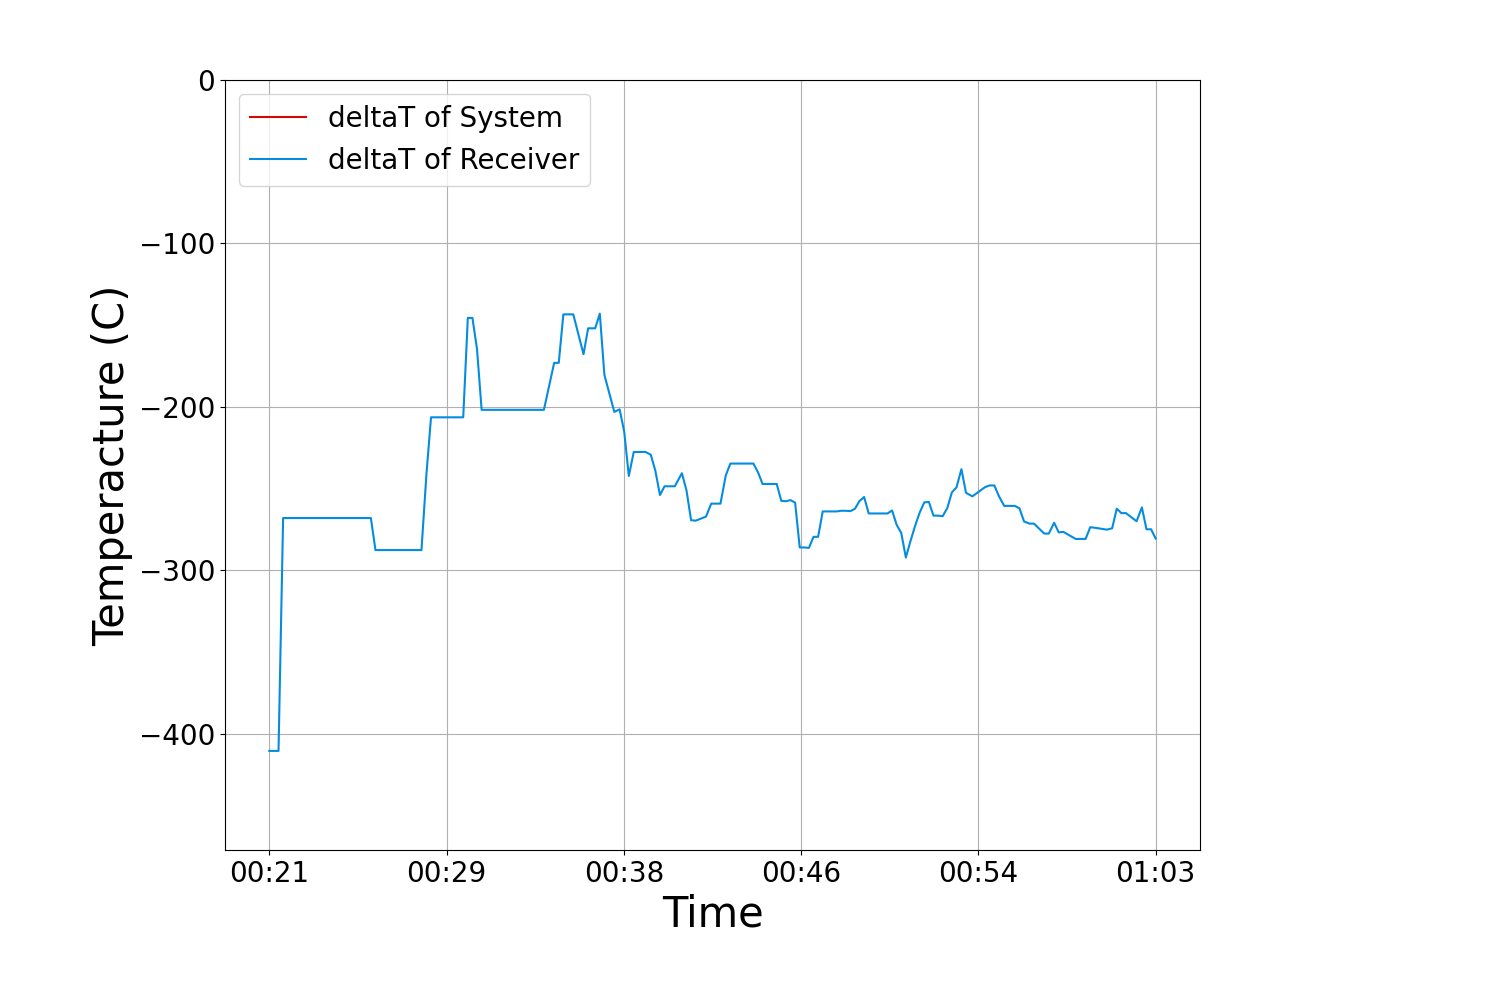 deltaT of System
deltaT of Receiver
0
−100
−200
−300
−400
Temperacture (C)
00:21 00:29 00:38 00:46 00:54 01:03
Time